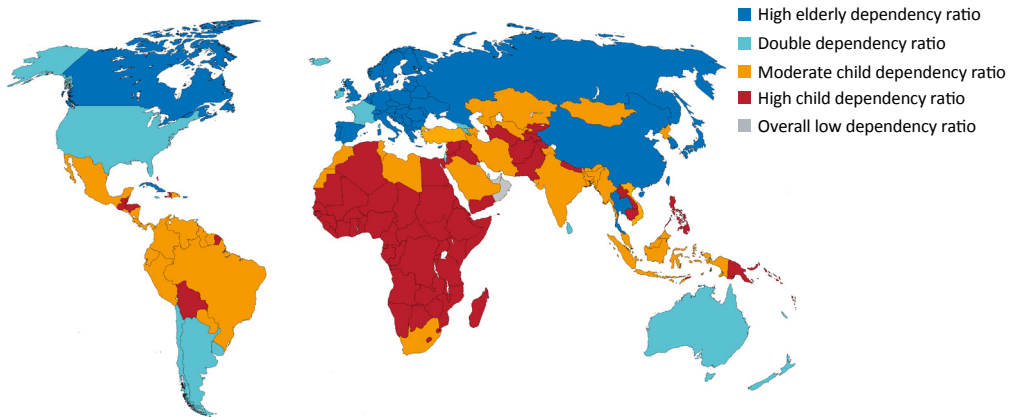 High elderly dependency ratio
Double dependency ratio
Moderate child dependency ratio
High child dependency ratio
Overall low dependency ratio